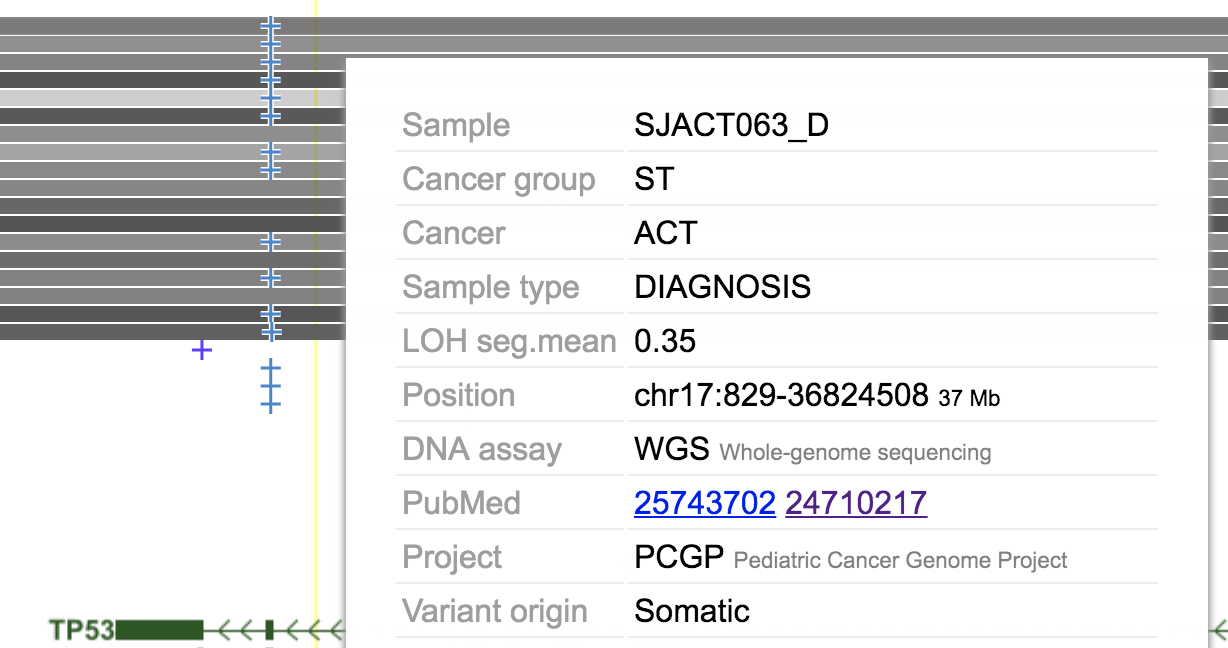 Sample SJACT063_D
Cancer group ST
Cancer ACT
Sample type DIAGNOSIS
LOH seg.mean 0.35
Position chr17:829-36824508 37 Mb
DNA assay WGS Whole-genome sequencing
PubMed 25743702 24710217
Project PCGP Pediatric Cancer Genome Project
Variant origin Somatic
TP53